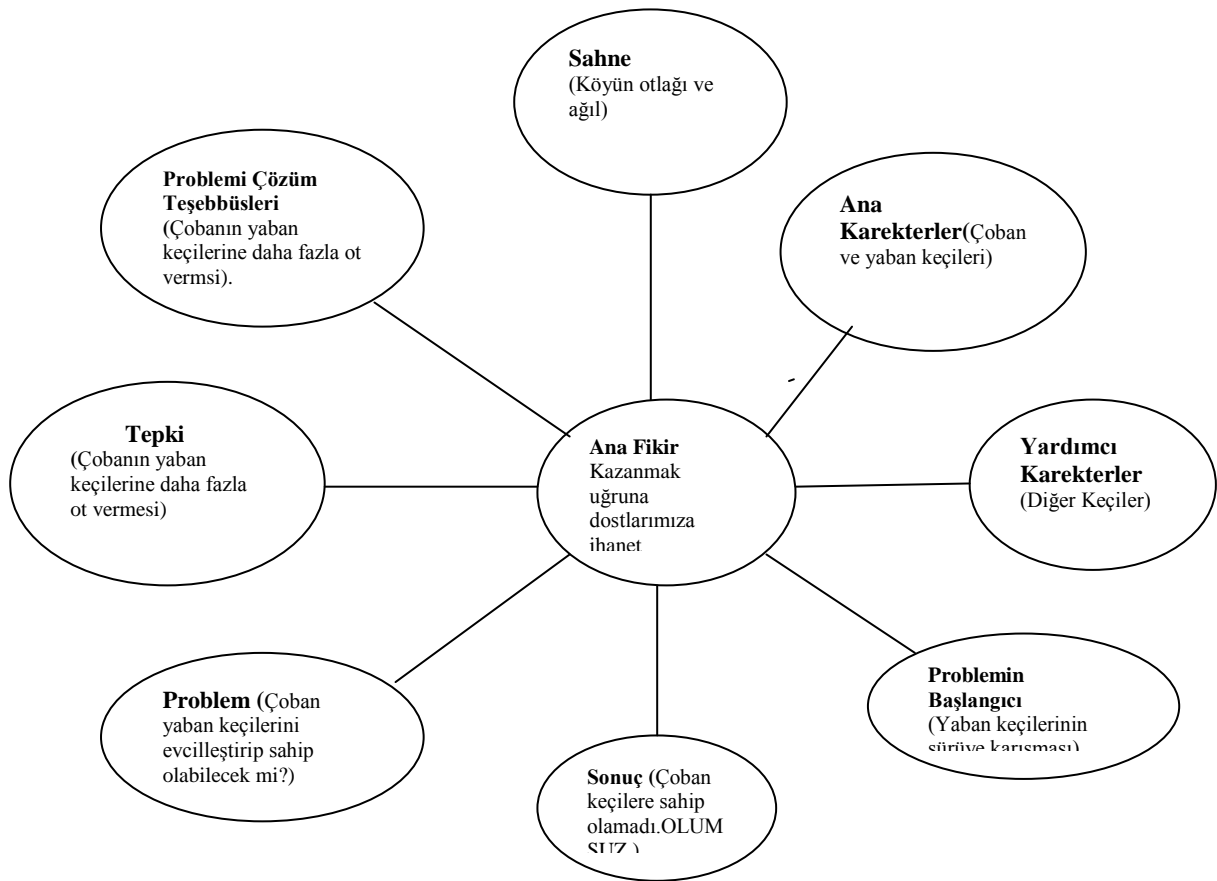 Sahne
(Köyün otlağı ve
ağıl)
Problemi Çözüm
Teşebbüsleri
(Çobanın yaban
keçilerine daha fazla ot
vermsi).
Ana
Karekterler(Çoban
ve yaban keçileri)
Tepki
(Çobanın yaban
keçilerine daha fazla
ot vermesi)
Ana Fikir
Kazanmak
uğruna
dostlarımıza
ihanet
Yardımcı
Karekterler
(Diğer Keçiler)
Problem (Çoban
yaban keçilerini
evcilleştirip sahip
olabilecek mi?)
Sonuç (Çoban
keçilere sahip
olamadı.OLUM
SUZ.)
Problemin
Başlangıcı
(Yaban keçilerinin
sürüye karışması)